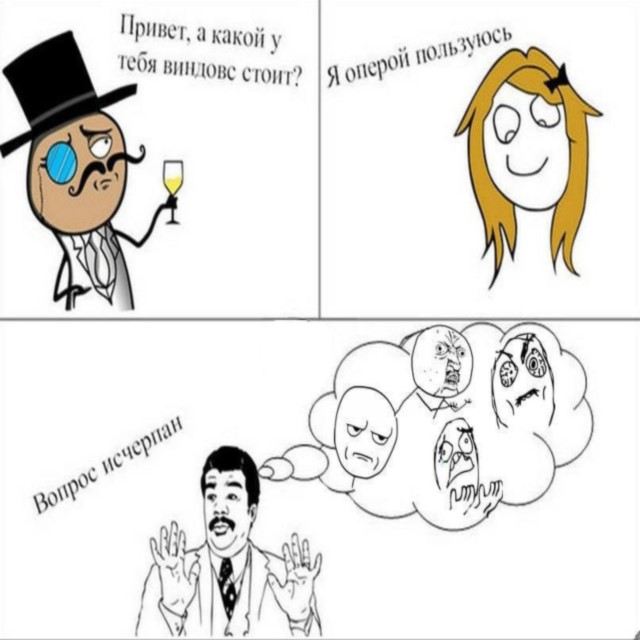 Привет, а какой у
тебя виндовс стоит?
Я оперой пользуюсь
Вопрос исчерпан